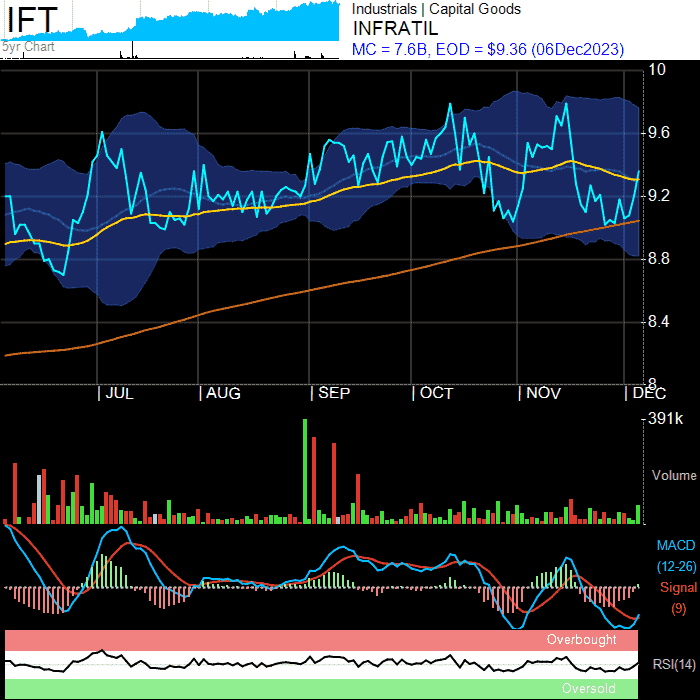 IFT
5yr Chart
Industrials | Capital Goods
INFRATIL
MC = 7.6B, EOD = $9.36 (06Dec2023)
10
9.6
9.2
8.8
8.4
8
| JUL | AUG | SEP | OCT | NOV | DEC
391k
Volume
MACD
(12-26)
Signal
(9)
Overbought
RSI(14)
Oversold